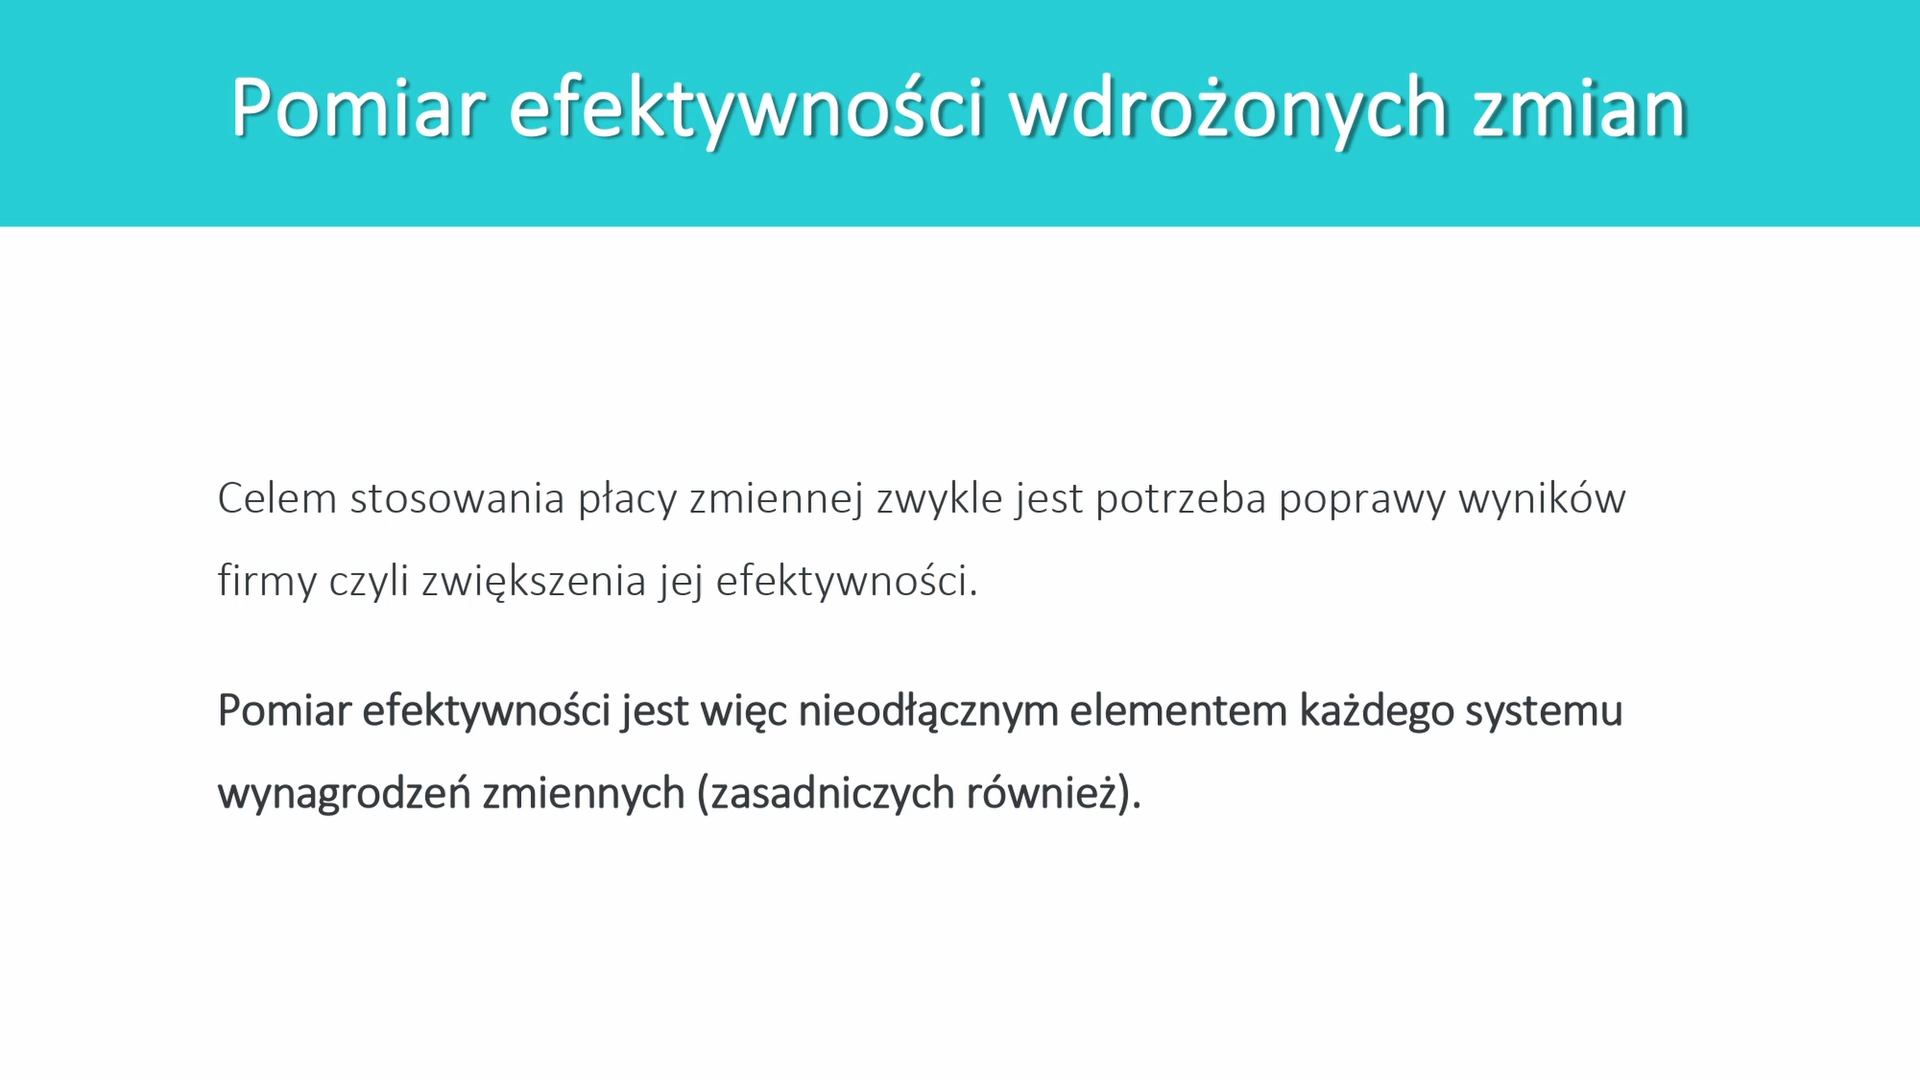 Pomiar efektywności wdrożonych zmian
Celem stosowania płacy zmiennej zwykle jest potrzeba poprawy wyników
firmy czyli zwiększenia jej efektywności.
Pomiar efektywności jest więc nieodłącznym elementem każdego systemu
wynagrodzeń zmiennych (zasadniczych również).